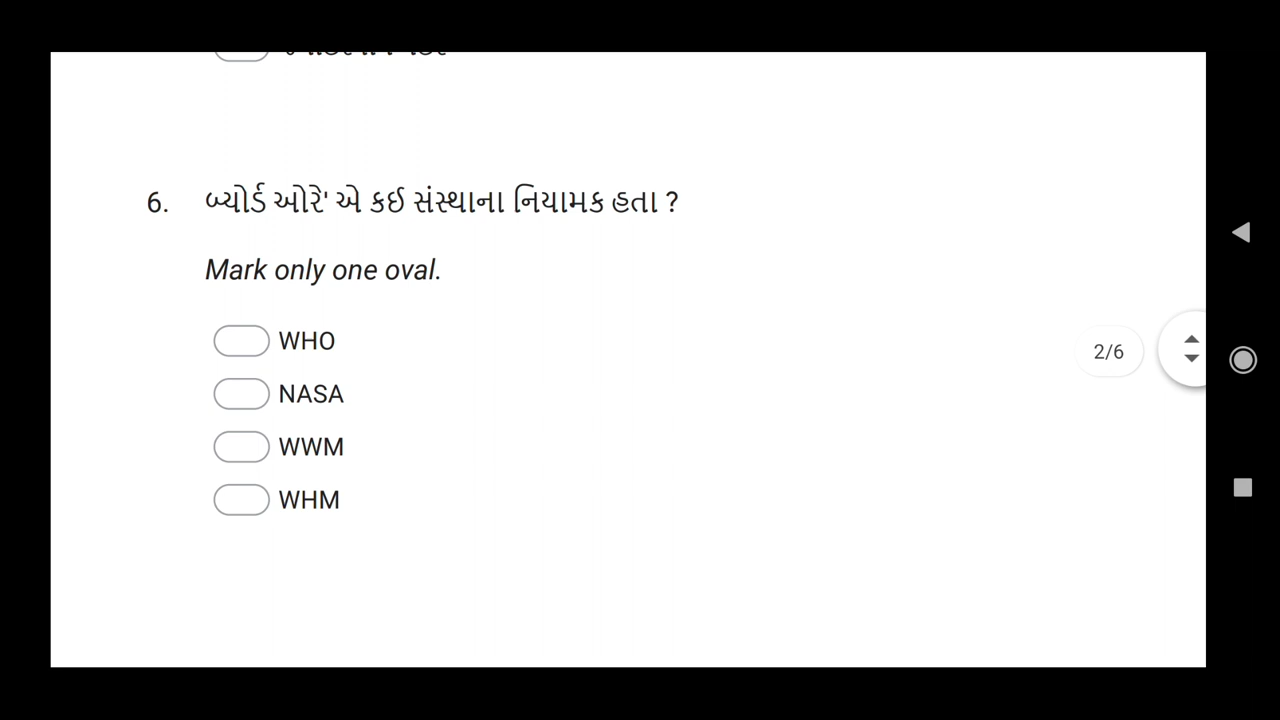 6. બ્યોર્ડ ઓરે' એ કઈ સંસ્થાના નિયામક હતા ?
Mark only one oval.
WHO
NASA
2/6
WWM
WHM